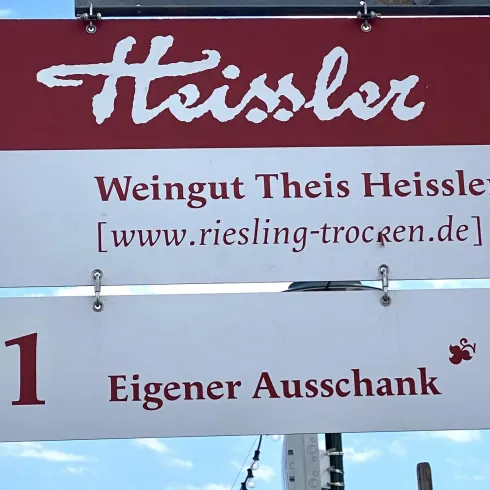 Heissler
Weingut Theis Heissler
[www.riesling-trocken.de]
1 Eigener Ausschank